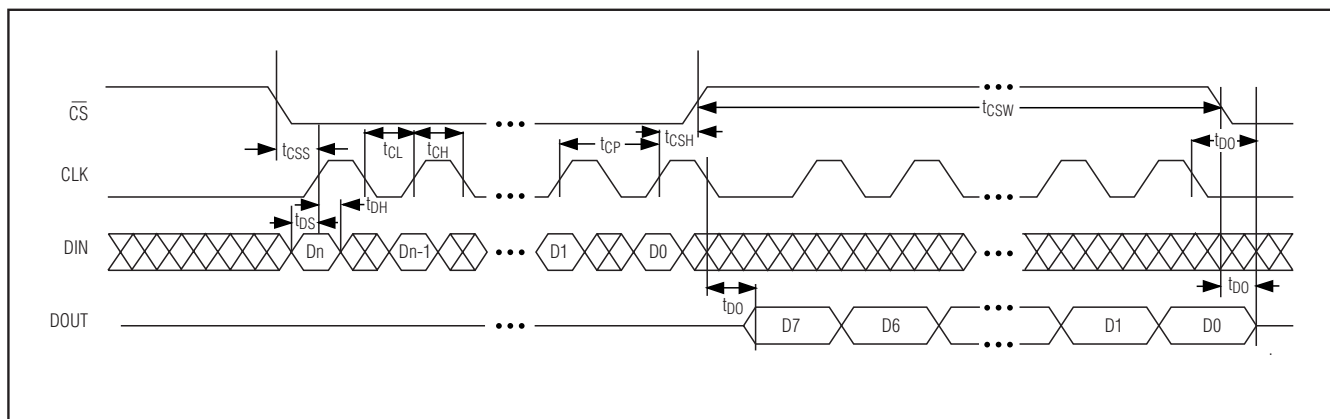 CS
tCSW
tCSS
tCL
tCH
tCP
tCSH
tDO
CLK
tDS
tDH
DIN
Dn
Dn-1
D1
D0
tDO
tDO
DOUT
D7
D6
D1
D0